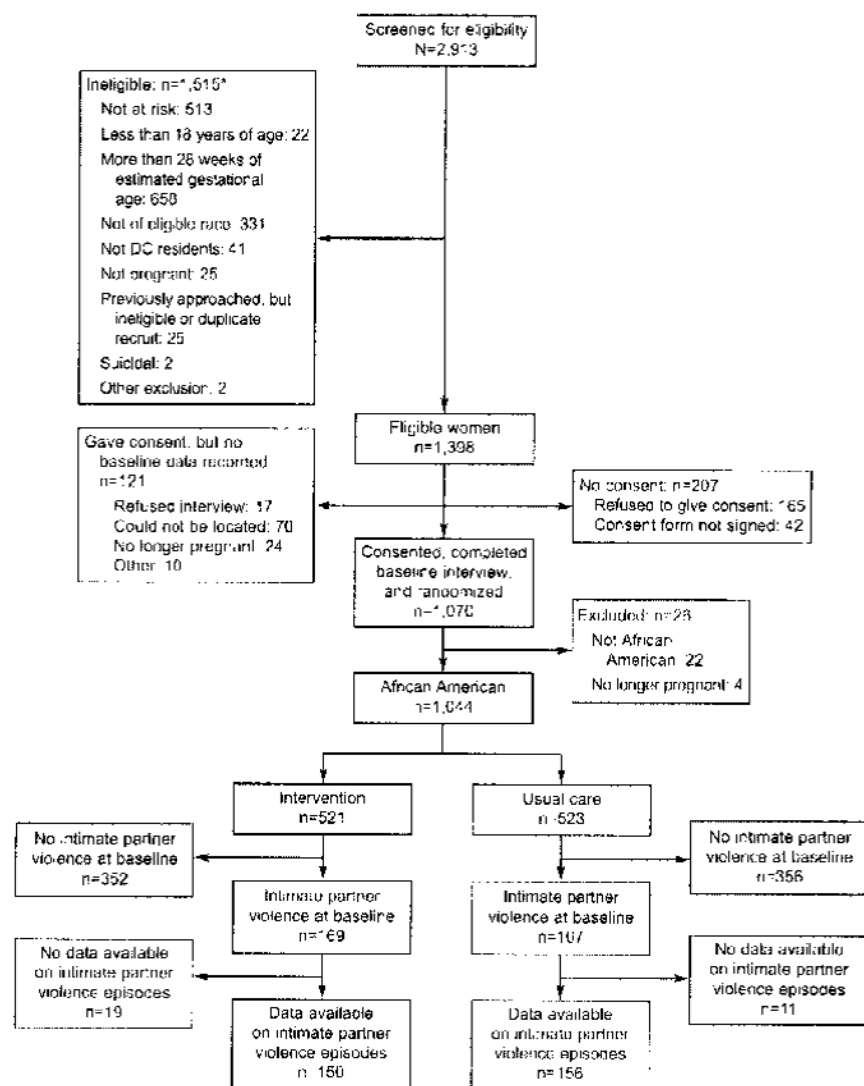 Screened for eligibility
N=2,913
Ineligible: n=1,515*
Not at risk: 513
Less than 18 years of age: 22
More than 28 weeks of
estimated gestational
age: 658
Not of eligible race: 331
Not DC residents: 41
Not pregnant: 25
Previously approached, but
ineligible or duplicate
recruit: 25
Suicidal: 2
Other exclusion: 2
Eligible women
n=1,398
Gave consent, but no
baseline data recorded
n=121
Refused interview: 17
Could not be located: 70
No longer pregnant: 24
Other: 10
No consent: n=207
Refused to give consent: 165
Consent form not signed: 42
Consented, completed
baseline interview,
and randomized
n=1,070
Excluded: n=26
Not African
American: 22
No longer pregnant: 4
African American
n=1,044
Intervention
n=521
Usual care
n=523
No intimate partner
violence at baseline
n=352
No intimate partner
violence at baseline
n=356
Intimate partner
violence at baseline
n=169
Intimate partner
violence at baseline
n=167
No data available
on intimate partner
violence episodes
n=19
No data available
on intimate partner
violence episodes
n=11
Data available
on intimate partner
violence episodes
n=150
Data available
on intimate partner
violence episodes
n=156